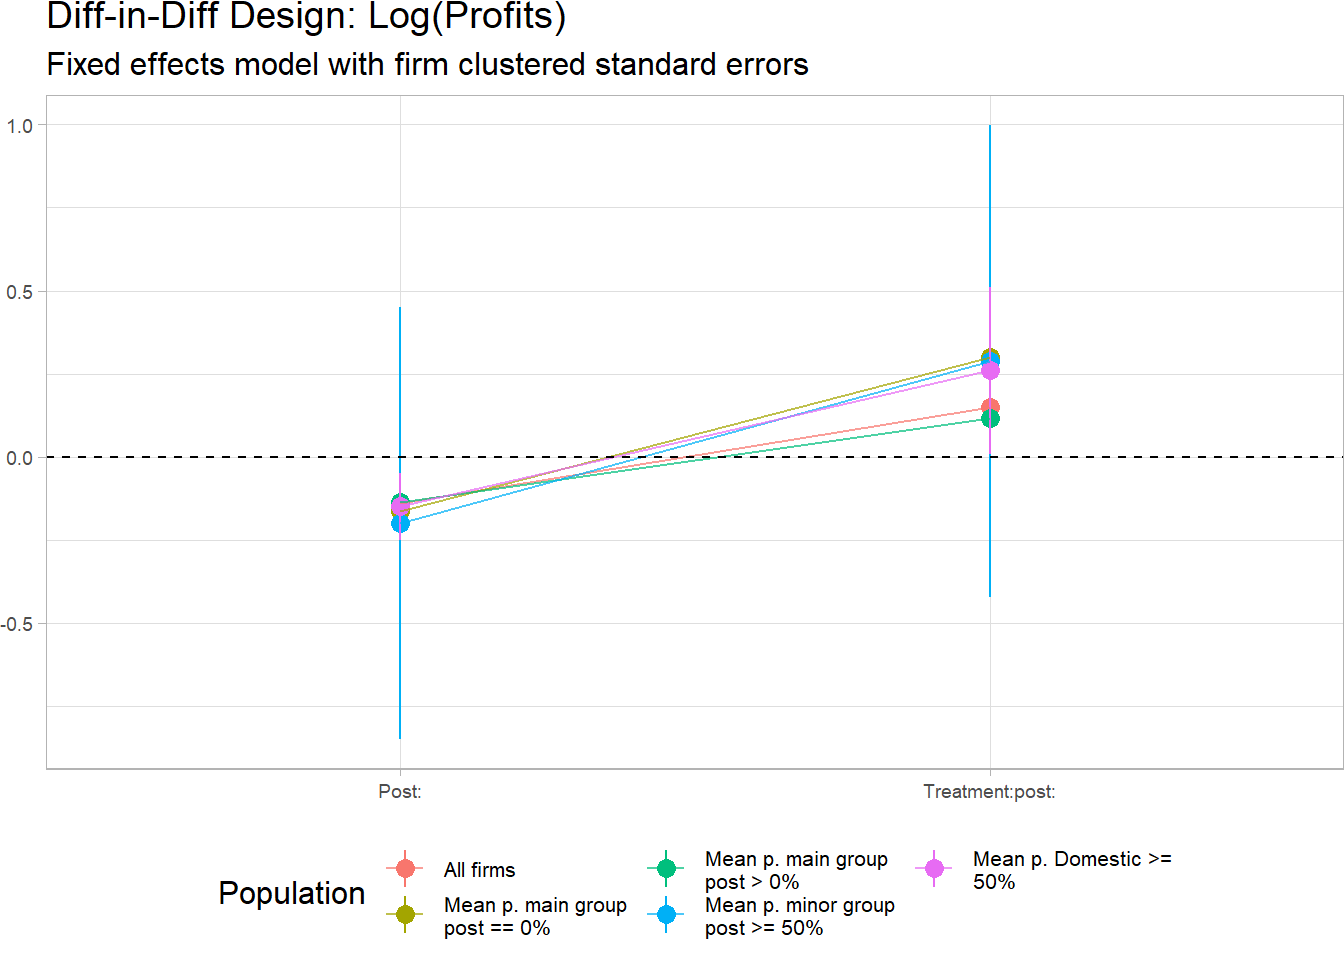 Diff-in-Diff Design: Log(Profits)
Fixed effects model with firm clustered standard errors
1.0
0.5
0.0
-0.5
Post:
Treatment:post:
Population
All firms
Mean p. main group
post == 0%
Mean p. main group
post > 0%
Mean p. minor group
post >= 50%
Mean p. Domestic >=
50%